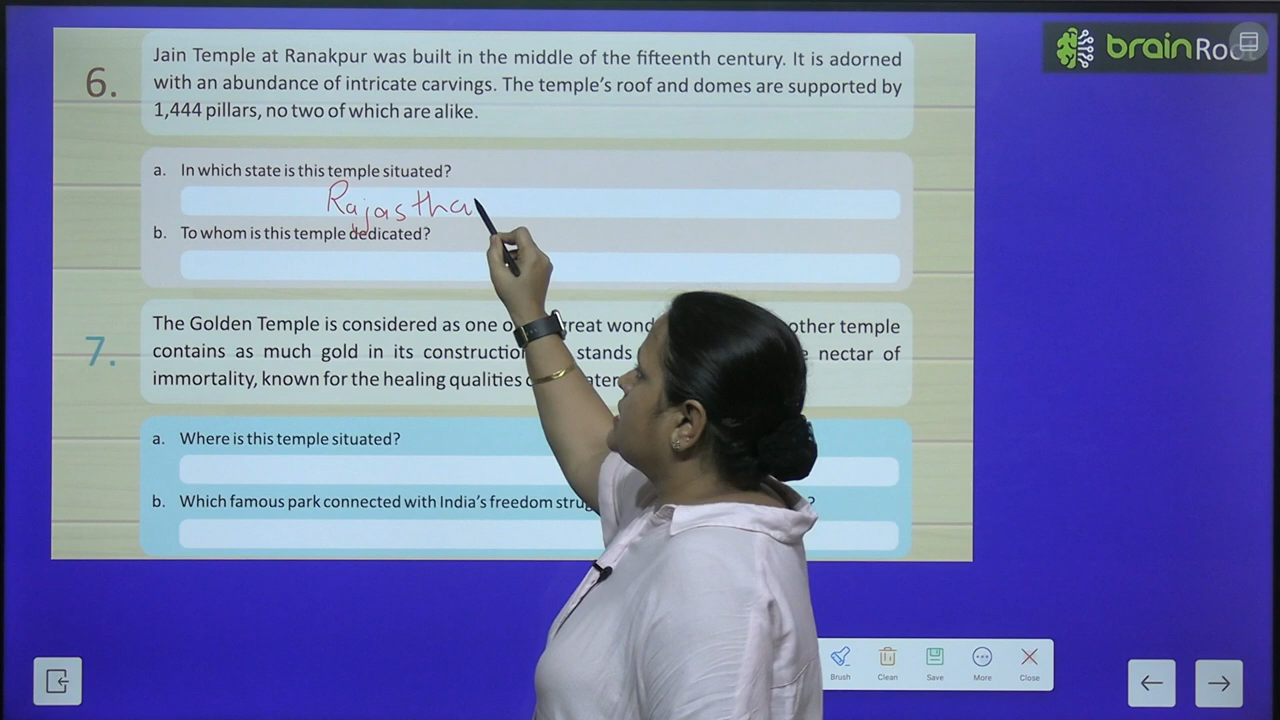 brainRo
6.
Jain Temple at Ranakpur was built in the middle of the fifteenth century. It is adorned
with an abundance of intricate carvings. The temple's roof and domes are supported by
1,444 pillars, no two of which are alike.
a. In which state is this temple situated?
Rajastha
b. To whom is this temple dedicated?
7.
The Golden Temple is considered as one o great wond other temple
contains as much gold in its construction stands nectar of
immortality, known for the healing qualities ater
a. Where is this temple situated?
b. Which famous park connected with India's freedom strug ?
Brush Clean Save More Close